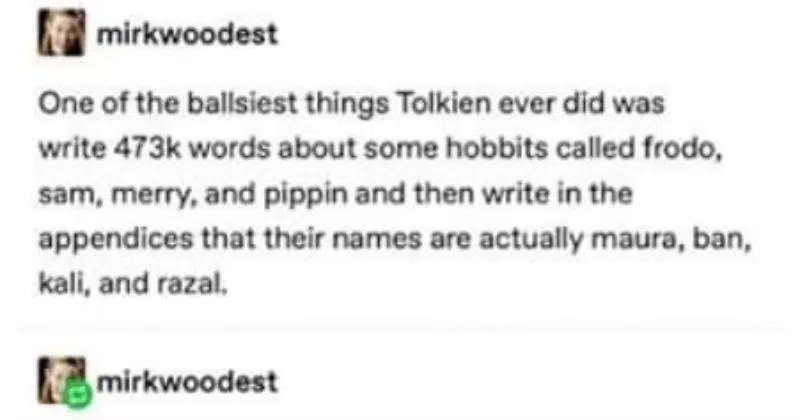 mirkwoodest
One of the ballsiest things Tolkien ever did was
write 473k words about some hobbits called frodo,
sam, merry, and pippin and then write in the
appendices that their names are actually maura, ban,
kali, and razal.
mirkwoodest